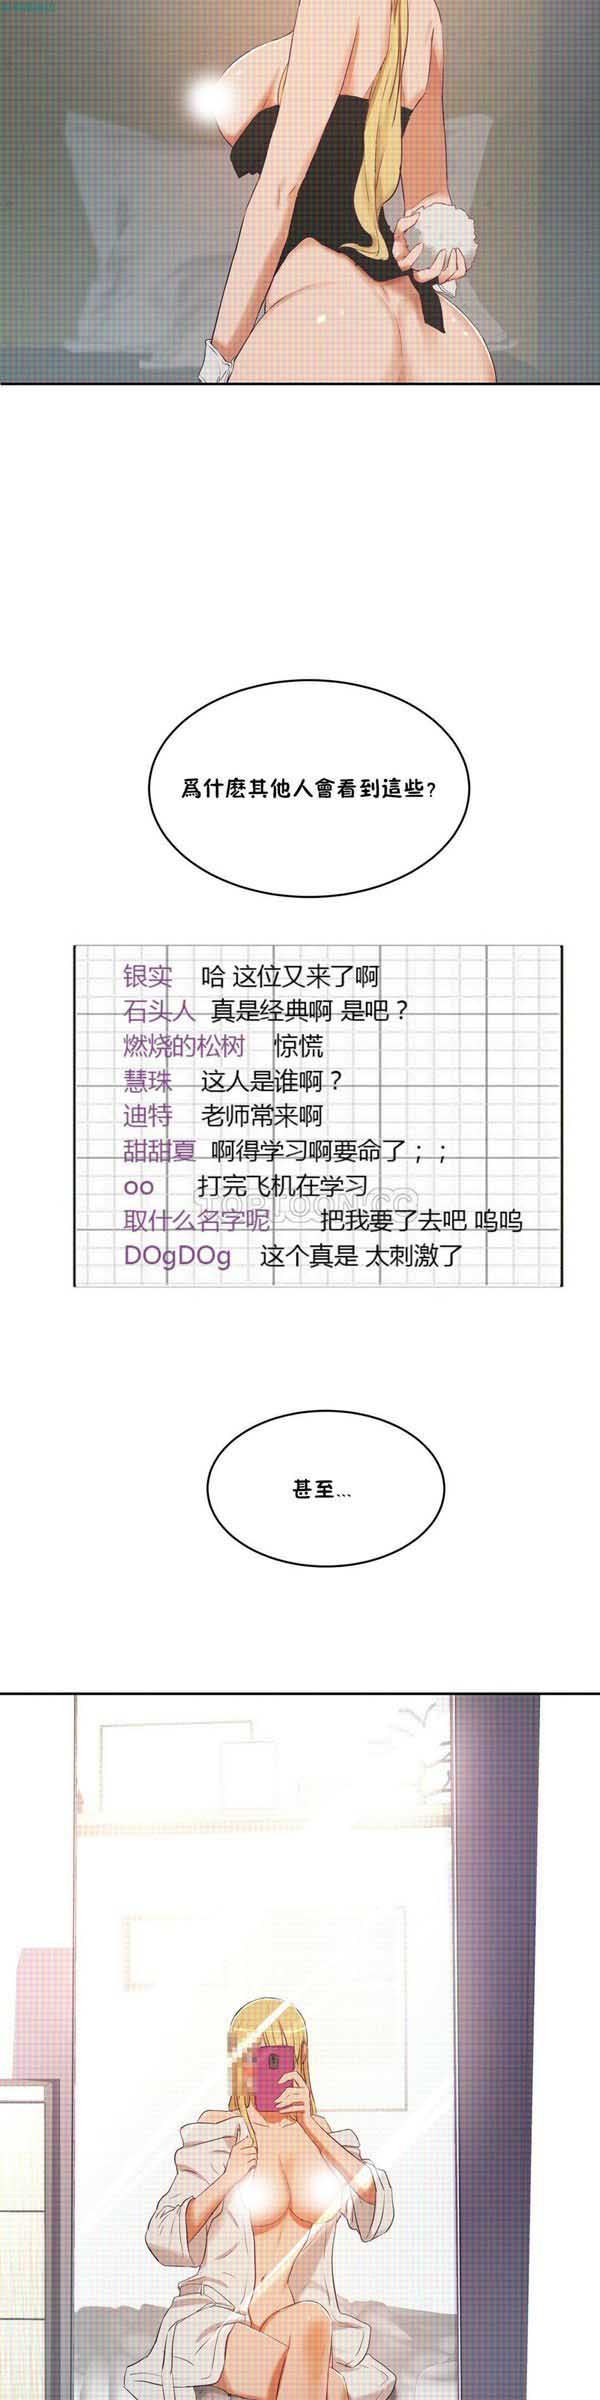 爲什麽其他人會看到這些?
银实 哈 这位又来了啊
石头人 真是经典啊 是吧？
燃烧的松树 惊慌
慧珠 这人是谁啊？
迪特 老师常来啊
甜甜夏 啊得学习啊要命了；；
oo 打完飞机在学习
TOPTOON.CC
取什么名字呢 把我要了去吧 呜呜
DOgDOg 这个真是 太刺激了
甚至...